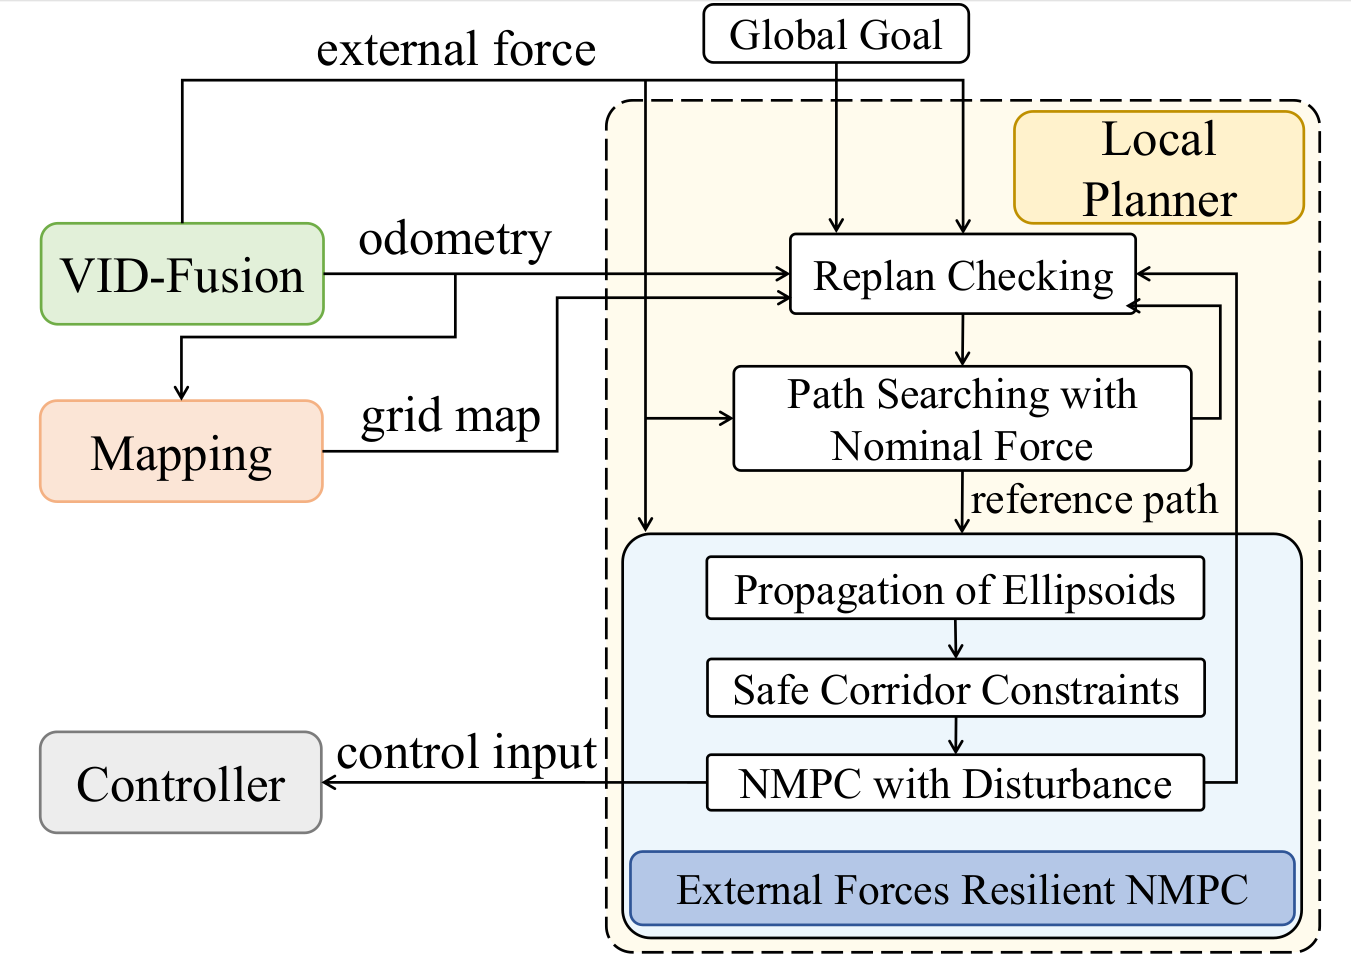 Global Goal
external force
Local
Planner
odometry
VID-Fusion
Replan Checking
grid map
Mapping
Path Searching with
Nominal Force
reference path
Propagation of Ellipsoids
Safe Corridor Constraints
control input
Controller
NMPC with Disturbance
External Forces Resilient NMPC